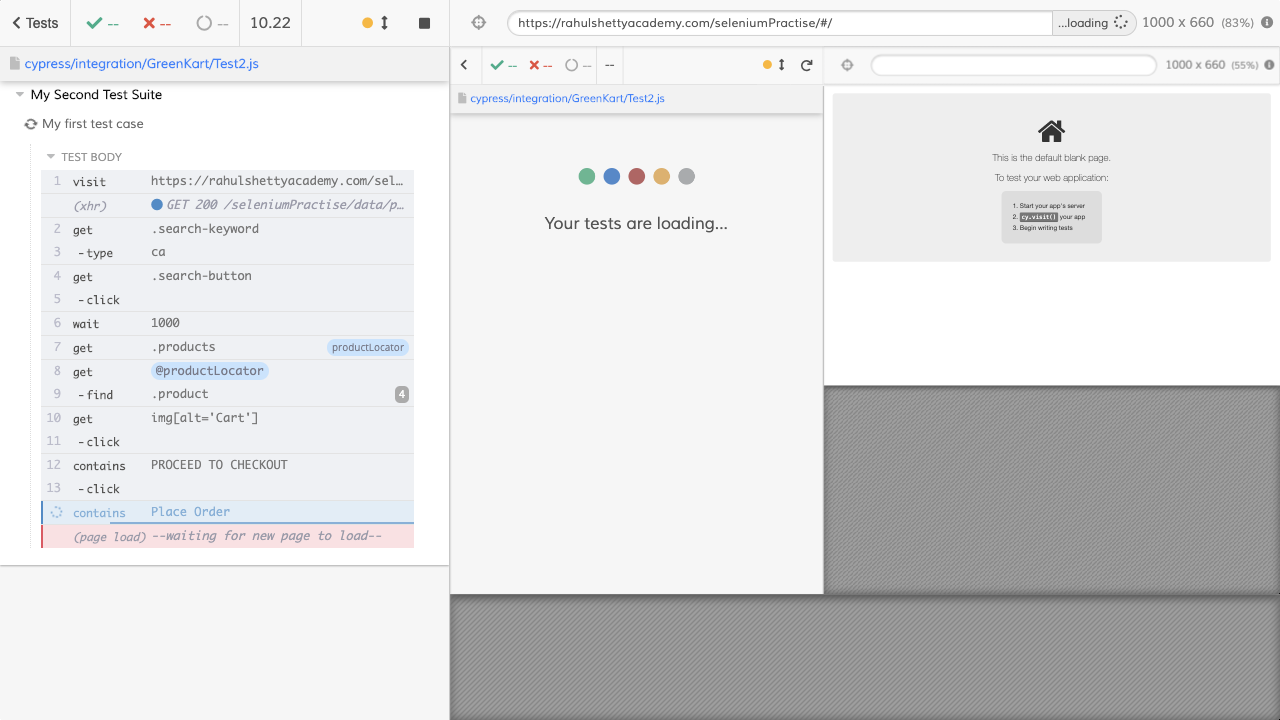 Tests -- -- -- 10.22
https://rahulshettyacademy.com/seleniumPractise/#/ ...loading 1000 x 660 (83%)
cypress/integration/GreenKart/Test2.js
My Second Test Suite
My first test case
TEST BODY
1 visit https://rahulshettyacademy.com/sel…
(xhr) GET 200 /seleniumPractise/data/p…
2 get .search-keyword
3 -type ca
4 get .search-button
5 -click
6 wait 1000
7 get .products productLocator
8 get @productLocator
9 -find .product 4
10 get img[alt='Cart']
11 -click
12 contains PROCEED TO CHECKOUT
13 -click
contains Place Order
(page load) --waiting for new page to load--
-- -- -- --
cypress/integration/GreenKart/Test2.js
Your tests are loading...
1000 x 660 (55%)
This is the default blank page.
To test your web application:
1. Start your app's server
2. cy.visit() your app
3. Begin writing tests